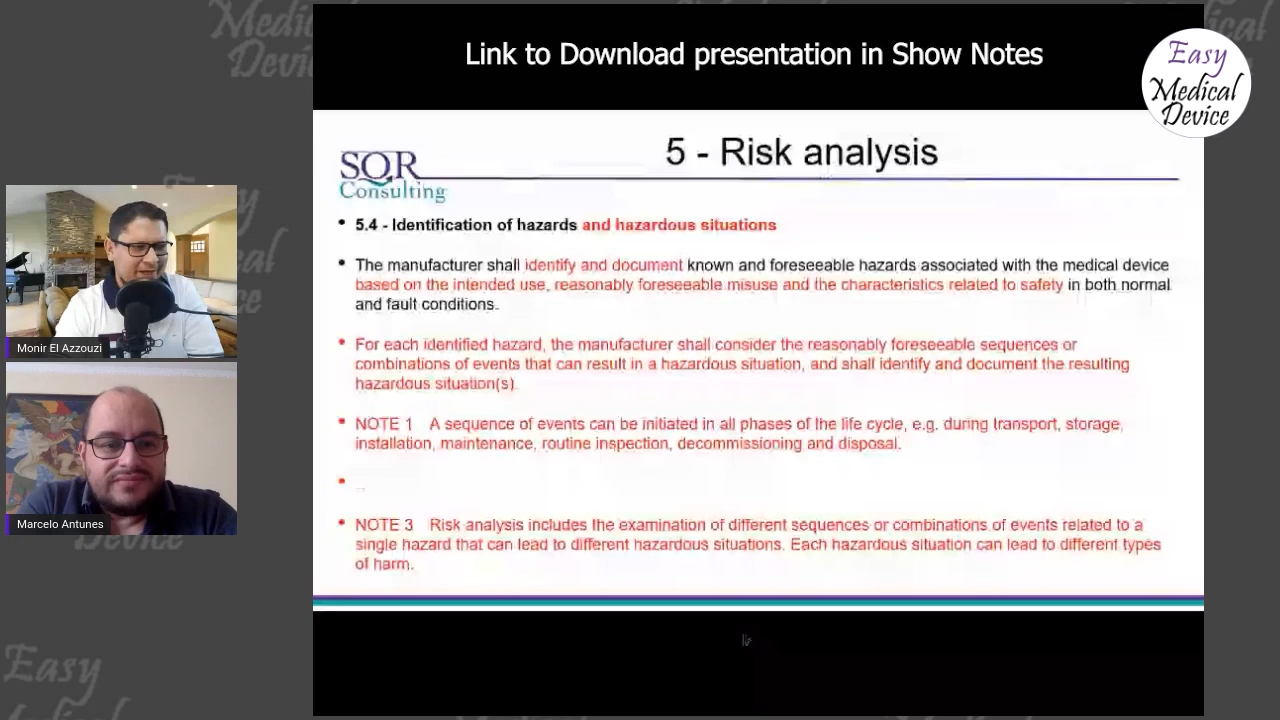 Link to Download presentation in Show Notes
Easy
Medical
Device
5 - Risk analysis
SQR
Consulting
• 5.4 - Identification of hazards and hazardous situations
• The manufacturer shall identify and document known and foreseeable hazards associated with the medical device
based on the intended use, reasonably foreseeable misuse and the characteristics related to safety in both normal
and fault conditions.
• For each identified hazard, the manufacturer shall consider the reasonably foreseeable sequences or
combinations of events that can result in a hazardous situation, and shall identify and document the resulting
hazardous situation(s).
• NOTE 1 A sequence of events can be initiated in all phases of the life cycle, e.g. during transport, storage,
installation, maintenance, routine inspection, decommissioning and disposal.
• ...
• NOTE 3 Risk analysis includes the examination of different sequences or combinations of events related to a
single hazard that can lead to different hazardous situations. Each hazardous situation can lead to different types
of harm.
Monir El Azzouzi
Marcelo Antunes
Easy
Medical